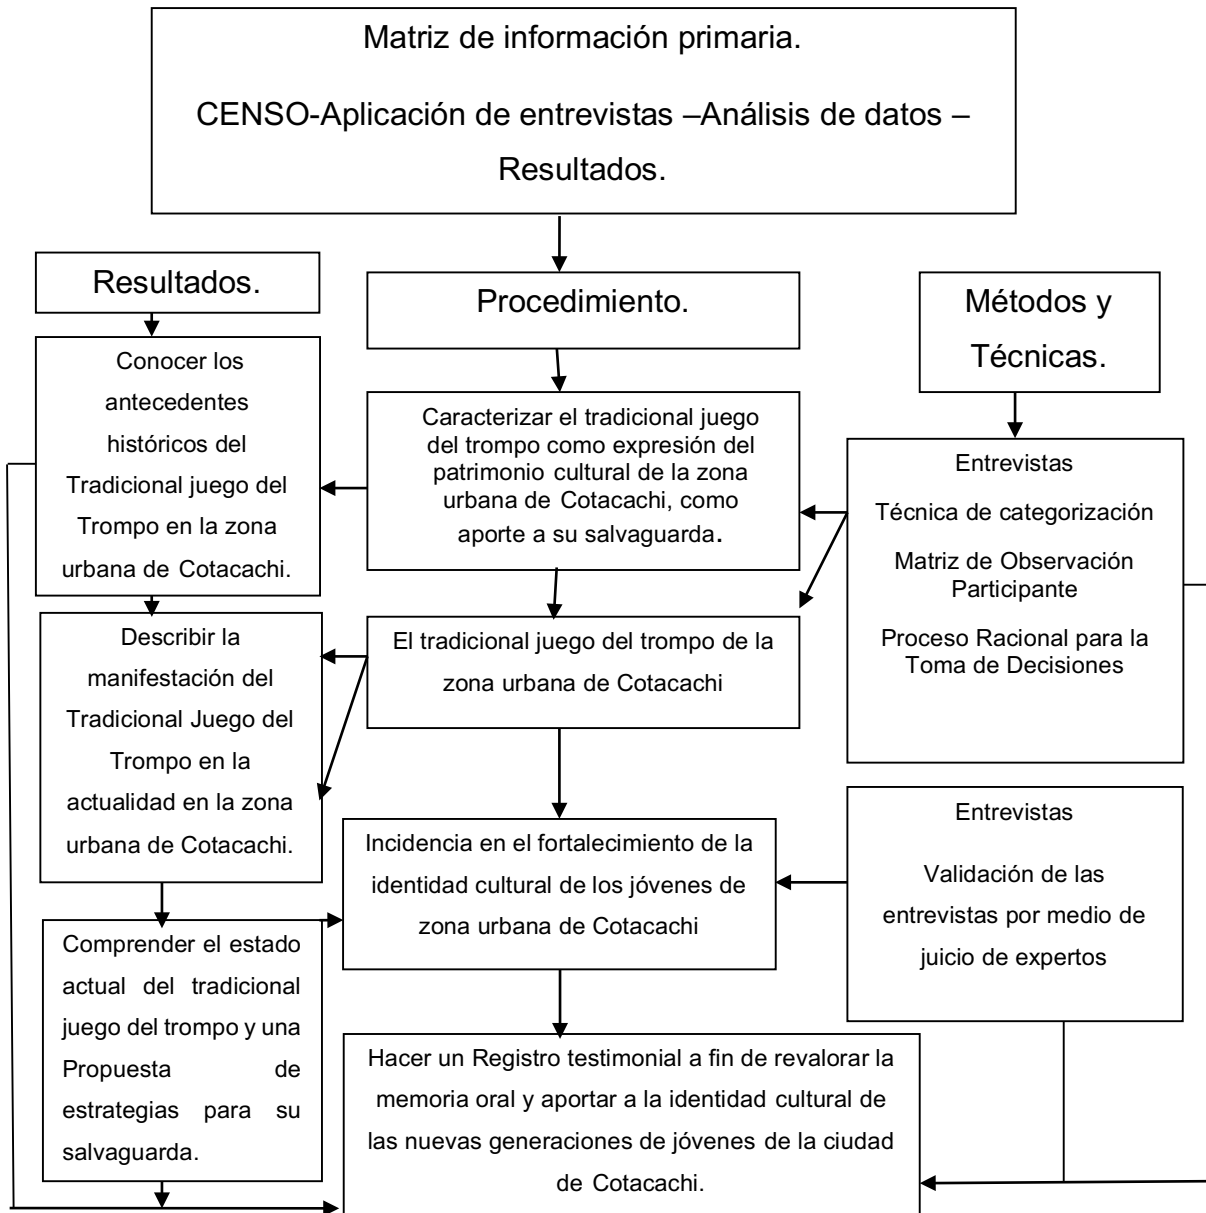 Matriz de información primaria.
CENSO-Aplicación de entrevistas –Análisis de datos –
Resultados.
Resultados.
Procedimiento.
Métodos y
Técnicas.
Conocer los
antecedentes
históricos del
Tradicional juego del
Trompo en la zona
urbana de Cotacachi.
Caracterizar el tradicional juego
del trompo como expresión del
patrimonio cultural de la zona
urbana de Cotacachi, como
aporte a su salvaguarda.
Entrevistas
Técnica de categorización
Matriz de Observación
Participante
Proceso Racional para la
Toma de Decisiones
Describir la
manifestación del
Tradicional Juego del
Trompo en la
actualidad en la zona
urbana de Cotacachi.
El tradicional juego del trompo de la
zona urbana de Cotacachi
Incidencia en el fortalecimiento de la
identidad cultural de los jóvenes de
zona urbana de Cotacachi
Entrevistas
Validación de las
entrevistas por medio de
juicio de expertos
Comprender el estado
actual del tradicional
juego del trompo y una
Propuesta de
estrategias para su
salvaguarda.
Hacer un Registro testimonial a fin de revalorar la
memoria oral y aportar a la identidad cultural de
las nuevas generaciones de jóvenes de la ciudad
de Cotacachi.